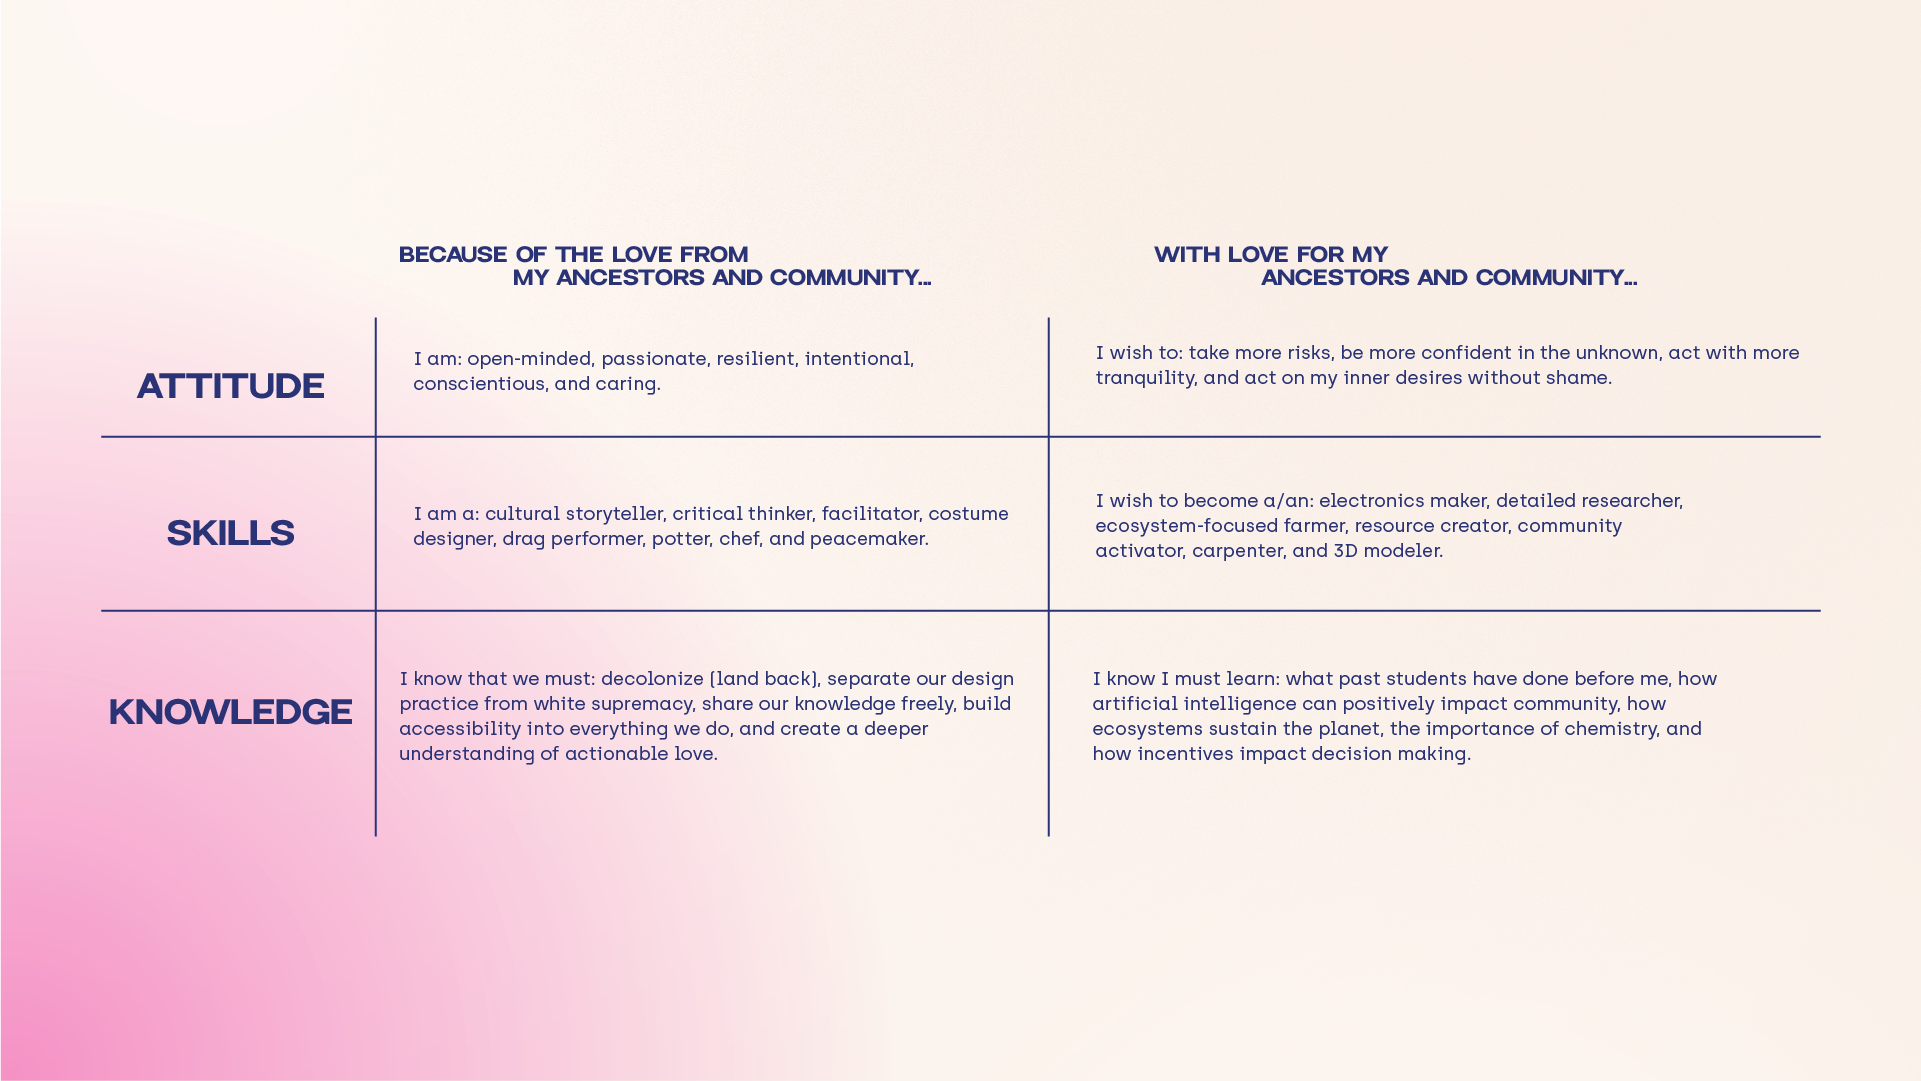 BECAUSE OF THE LOVE FROM
MY ANCESTORS AND COMMUNITY...
WITH LOVE FOR MY
ANCESTORS AND COMMUNITY...
ATTITUDE
I am: open-minded, passionate, resilient, intentional,
conscientious, and caring.
I wish to: take more risks, be more confident in the unknown, act with more
tranquility, and act on my inner desires without shame.
SKILLS
I am a: cultural storyteller, critical thinker, facilitator, costume
designer, drag performer, potter, chef, and peacemaker.
I wish to become a/an: electronics maker, detailed researcher,
ecosystem-focused farmer, resource creator, community
activator, carpenter, and 3D modeler.
KNOWLEDGE
I know that we must: decolonize (land back), separate our design
practice from white supremacy, share our knowledge freely, build
accessibility into everything we do, and create a deeper
understanding of actionable love.
I know I must learn: what past students have done before me, how
artificial intelligence can positively impact community, how
ecosystems sustain the planet, the importance of chemistry, and
how incentives impact decision making.